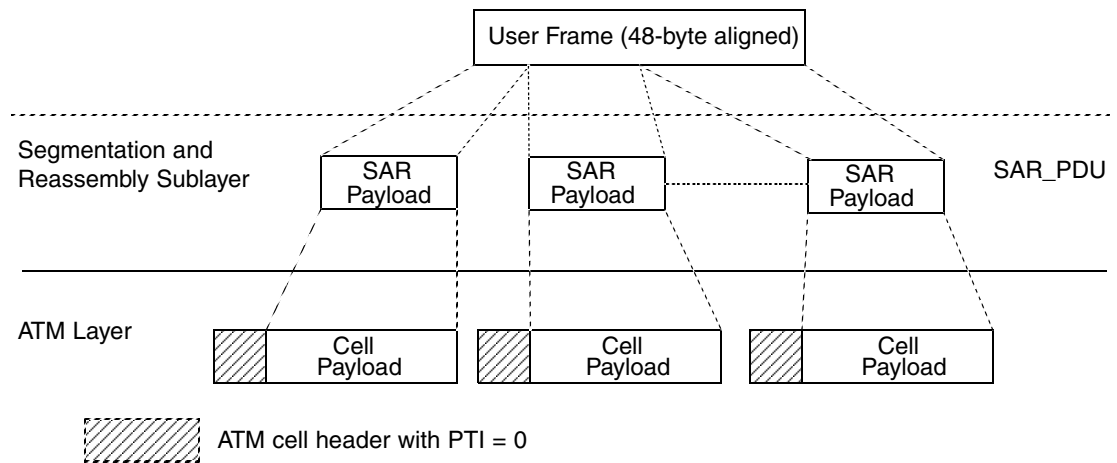 User Frame (48-byte aligned)
Segmentation and
Reassembly Sublayer
SAR
Payload
SAR
Payload
SAR
Payload
SAR_PDU
ATM Layer
Cell
Payload
Cell
Payload
Cell
Payload
ATM cell header with PTI = 0